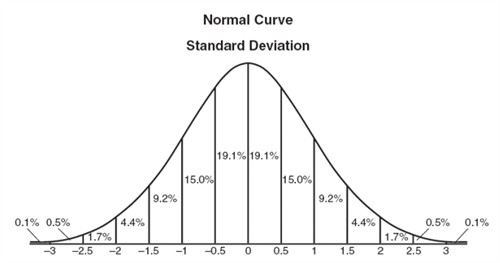 Normal Curve
Standard Deviation
19.1% 19.1%
15.0% 15.0%
9.2% 9.2%
0.1% 0.5% 4.4% 4.4% 0.5% 0.1%
1.7% 1.7%
−3 −2.5 −2 −1.5 −1 −0.5 0 0.5 1 1.5 2 2.5 3